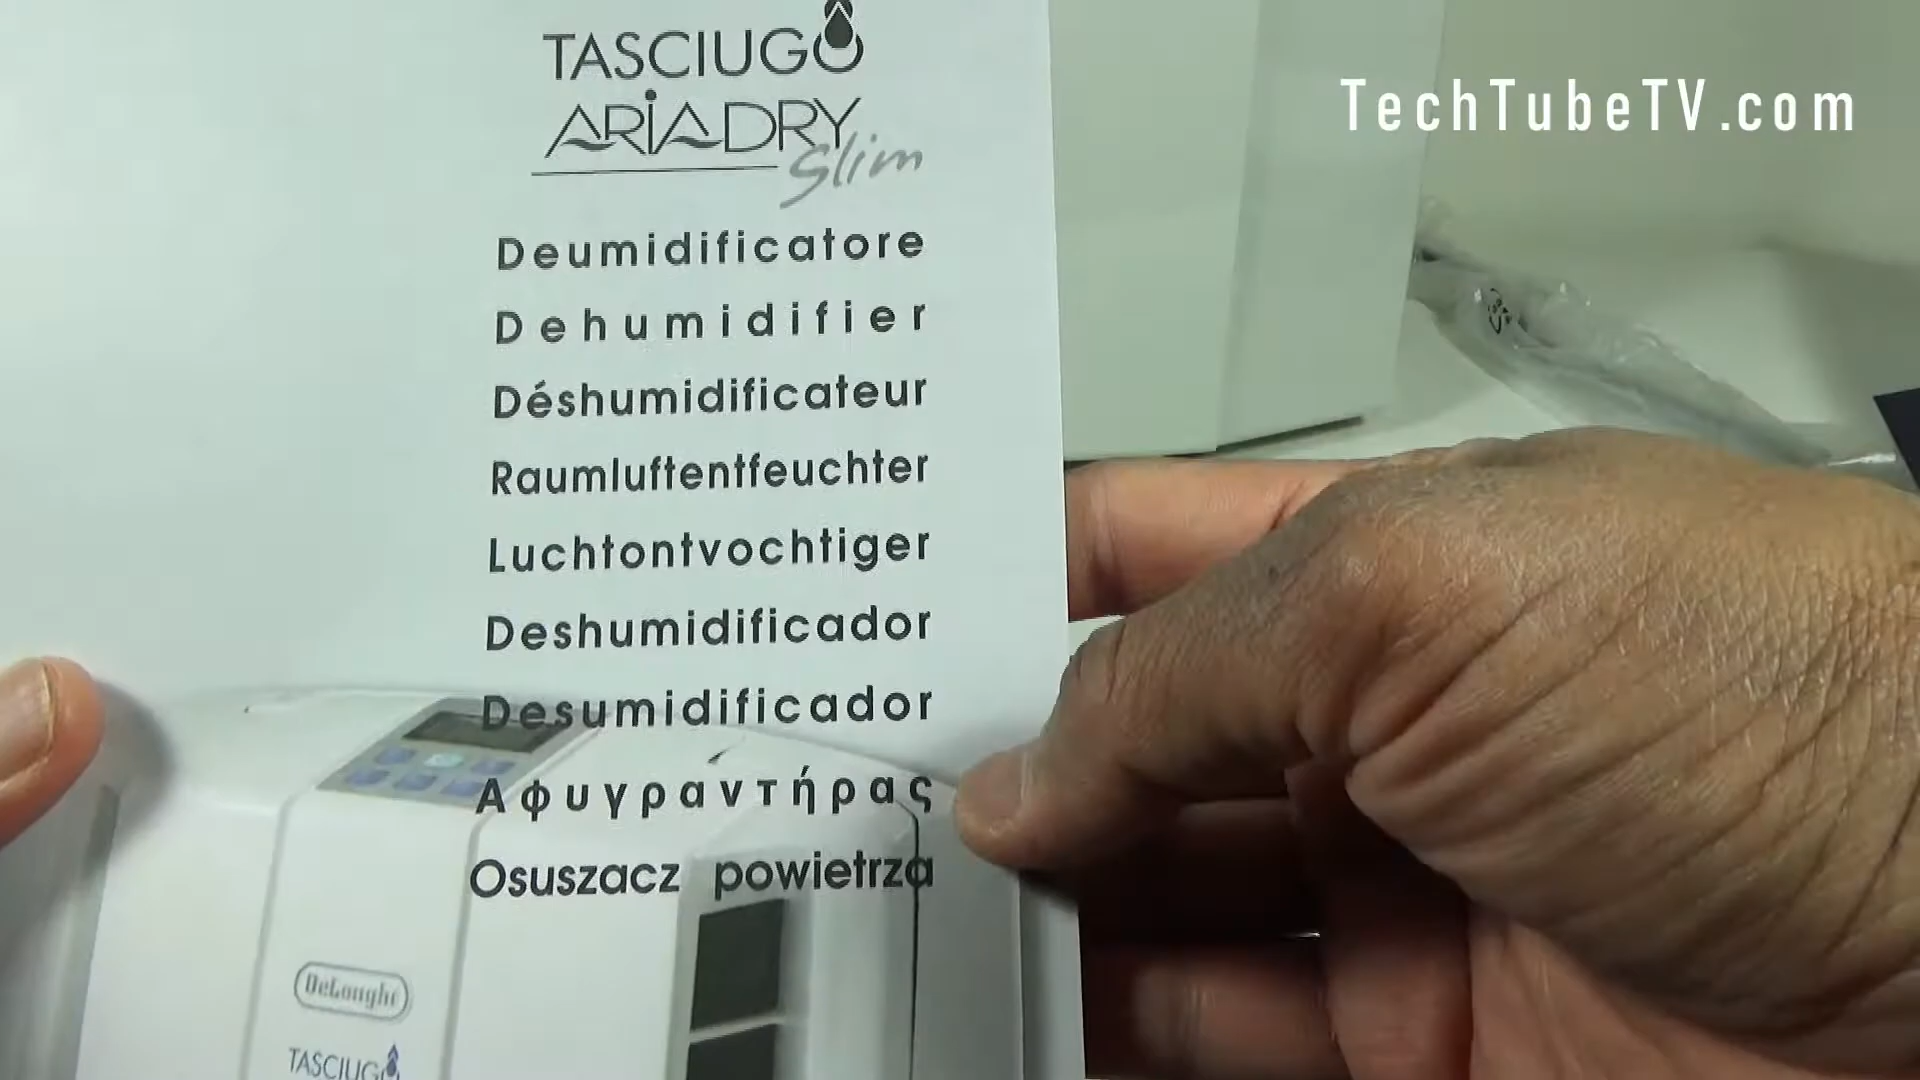 TASCIUGO
ARIADRY
Slim
TechTubeTV.com
Deumidificatore
Dehumidifier
Déshumidificateur
Raumluftentfeuchter
Luchtontvochtiger
Deshumidificador
Desumidificador
Αφυγραντήρας
Osuszacz powietrza
DeLonghi
TASCIUGO